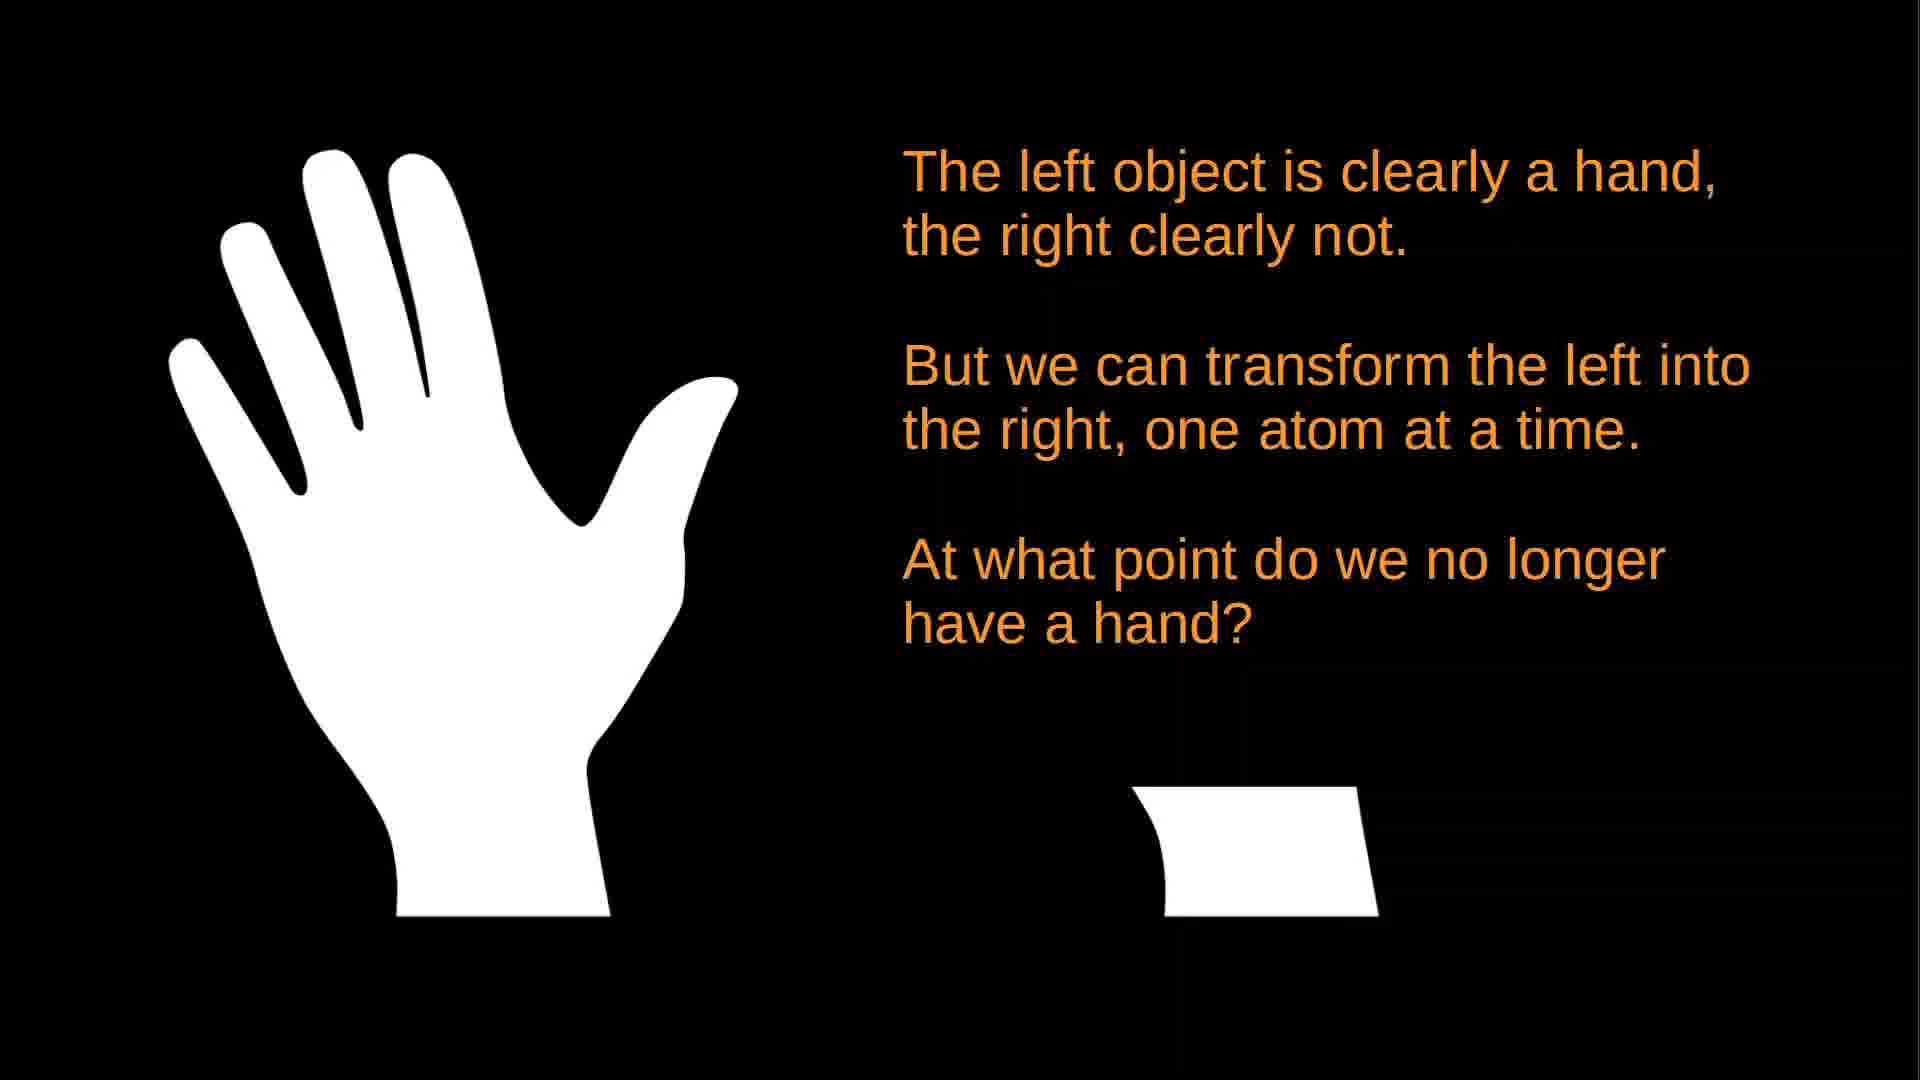 The left object is clearly a hand,
the right clearly not.
But we can transform the left into
the right, one atom at a time.
At what point do we no longer
have a hand?